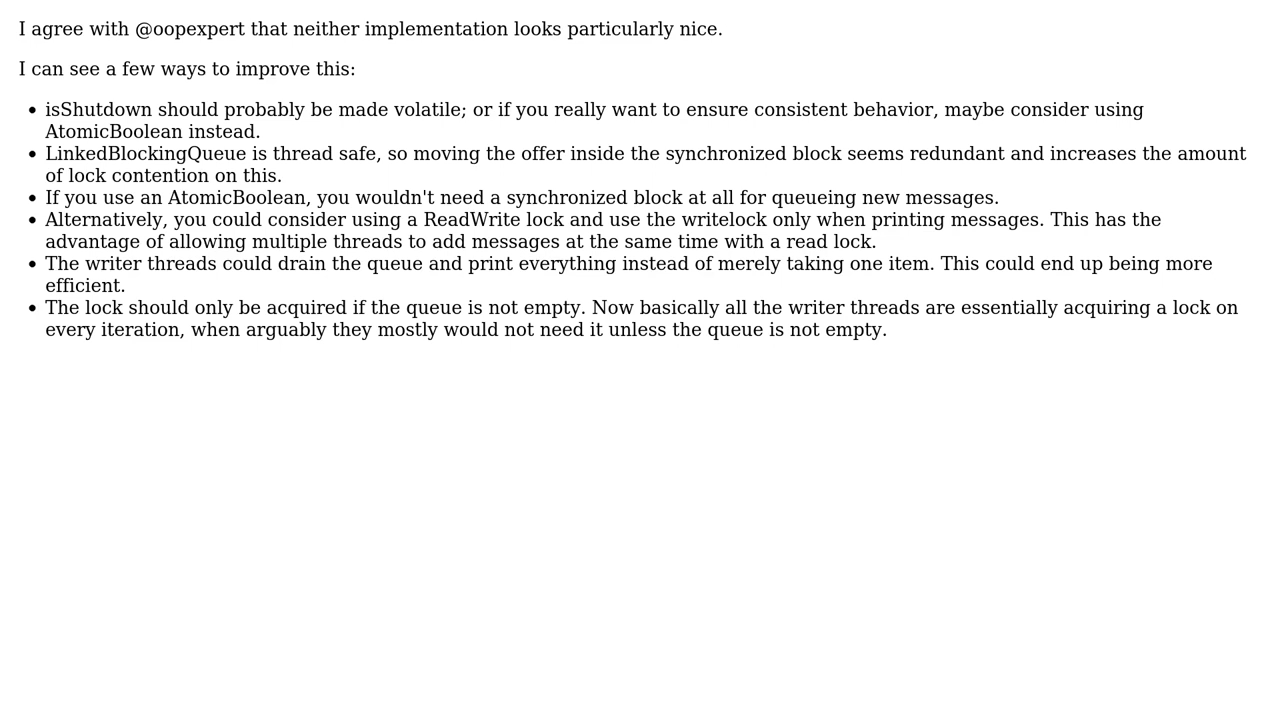 I agree with @oopexpert that neither implementation looks particularly nice.
I can see a few ways to improve this:
• isShutdown should probably be made volatile; or if you really want to ensure consistent behavior, maybe consider using
AtomicBoolean instead.
• LinkedBlockingQueue is thread safe, so moving the offer inside the synchronized block seems redundant and increases the amount
of lock contention on this.
• If you use an AtomicBoolean, you wouldn't need a synchronized block at all for queueing new messages.
• Alternatively, you could consider using a ReadWrite lock and use the writelock only when printing messages. This has the
advantage of allowing multiple threads to add messages at the same time with a read lock.
• The writer threads could drain the queue and print everything instead of merely taking one item. This could end up being more
efficient.
• The lock should only be acquired if the queue is not empty. Now basically all the writer threads are essentially acquiring a lock on
every iteration, when arguably they mostly would not need it unless the queue is not empty.